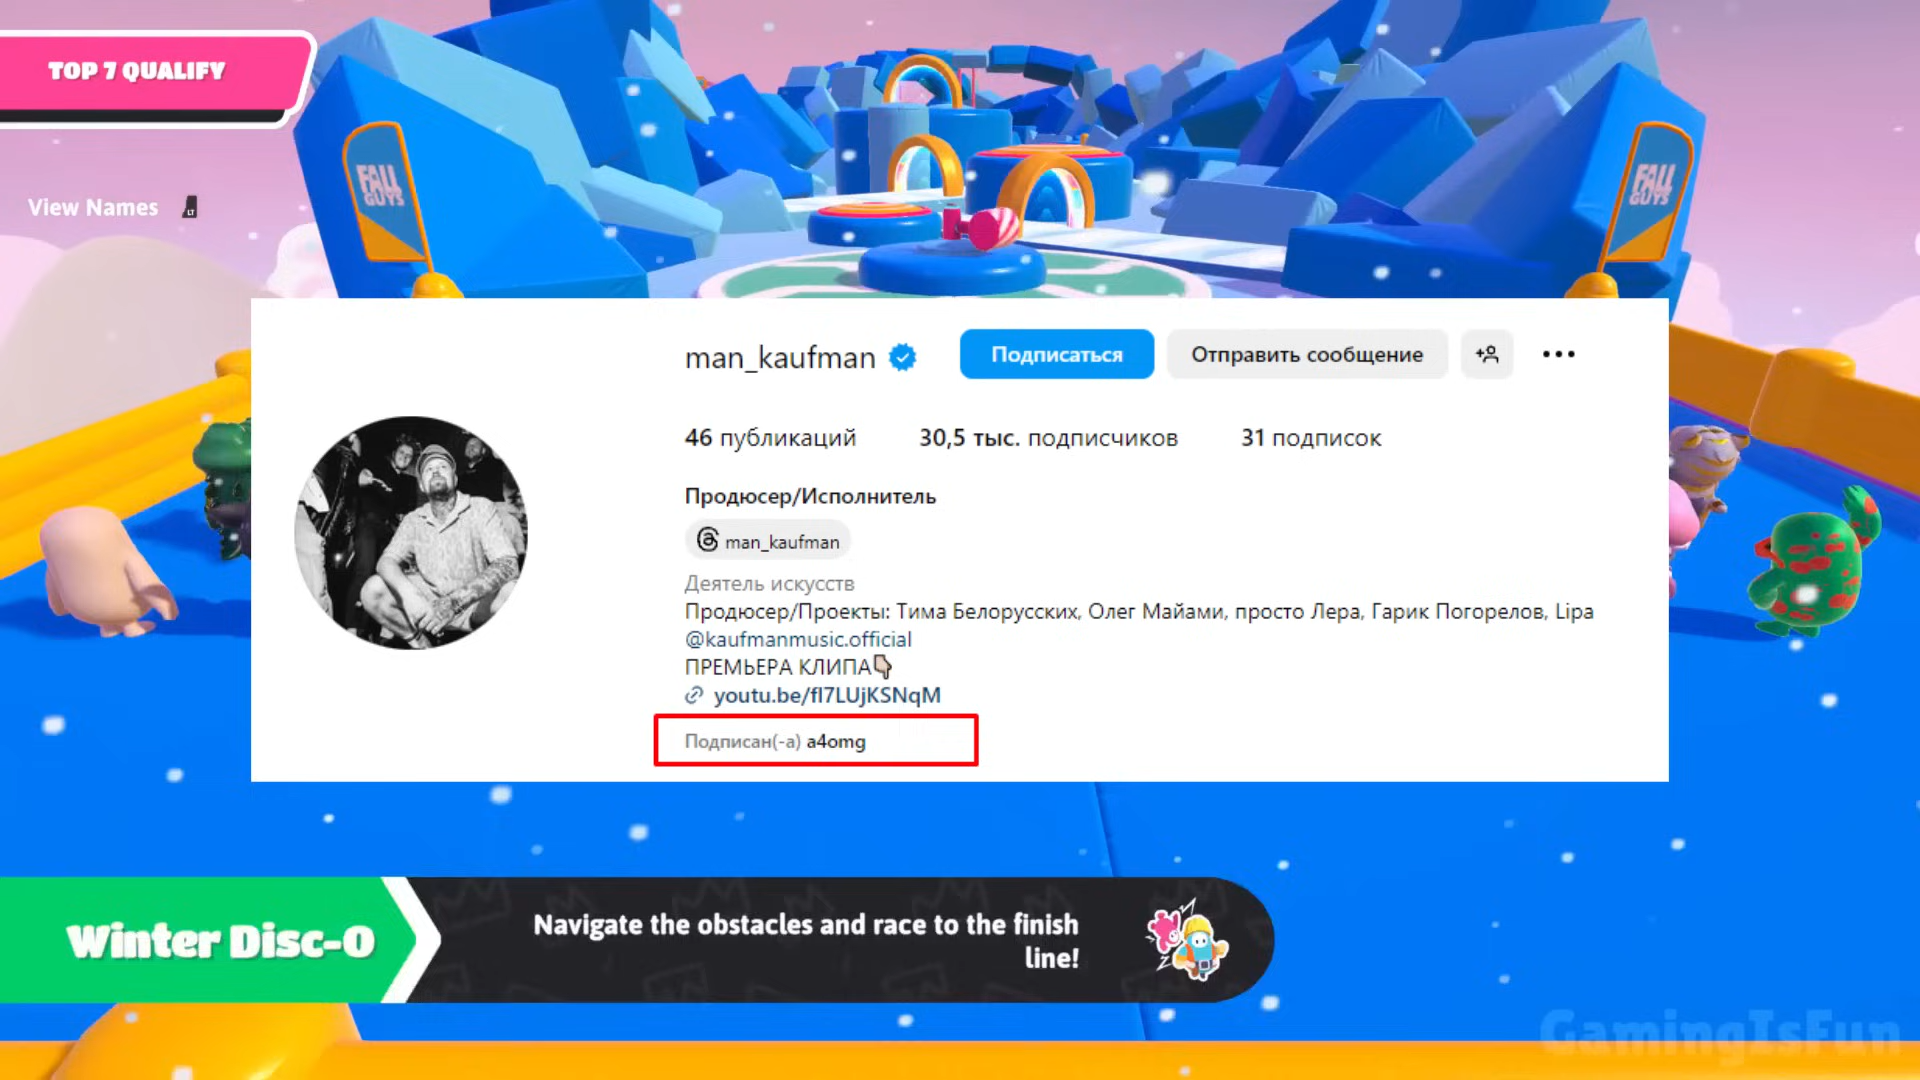 TOP 7 QUALIFY
FALL GUYS
FALL GUYS
View Names LT
man_kaufman
Подписаться
Отправить сообщение
46 публикаций
30,5 тыс. подписчиков
31 подписок
Продюсер/Исполнитель
man_kaufman
Деятель искусств
Продюсер/Проекты: Тима Белорусских, Олег Майами, просто Лера, Гарик Погорелов, Lipa
@kaufmanmusic.official
ПРЕМЬЕРА КЛИПА👇🏻
youtu.be/fI7LUjKSNqM
Подписан(-а) a4omg
Winter Disc-O
Navigate the obstacles and race to the finish
line!
GamingIsFun